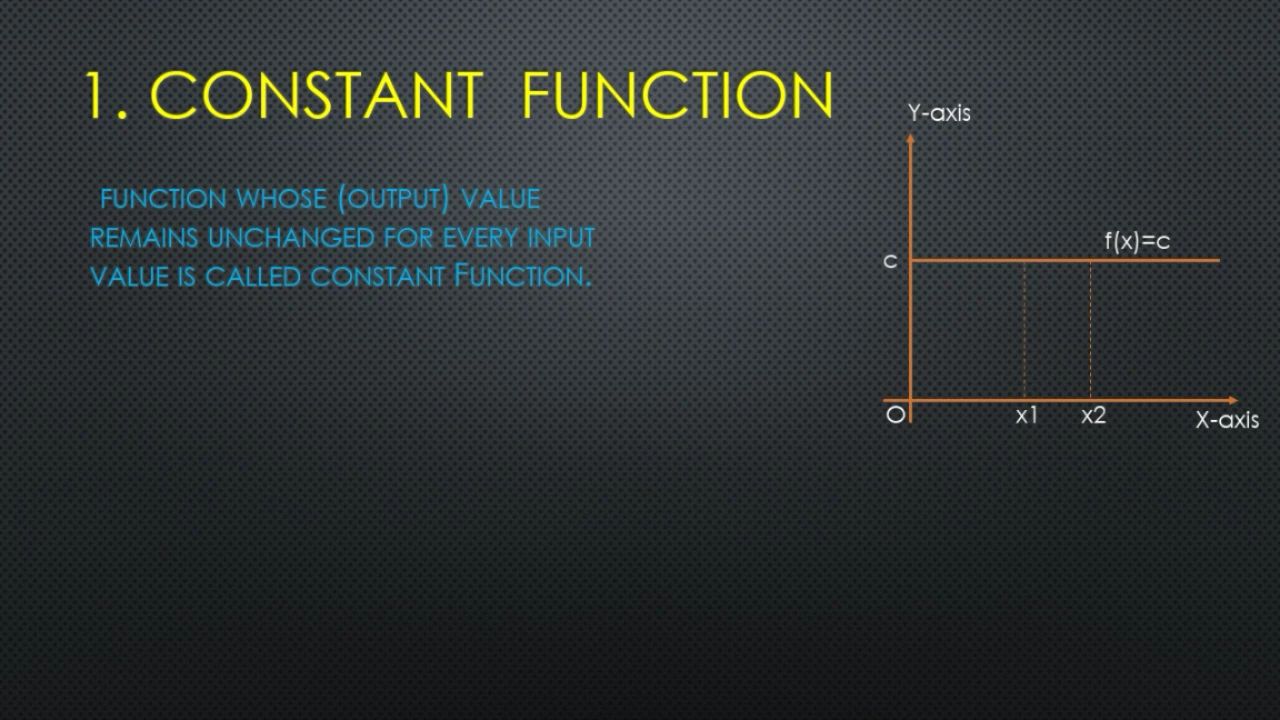 1. CONSTANT FUNCTION
FUNCTION WHOSE (OUTPUT) VALUE
REMAINS UNCHANGED FOR EVERY INPUT
VALUE IS CALLED CONSTANT FUNCTION.
Y-axis
f(x)=c
c
O x1 x2 X-axis